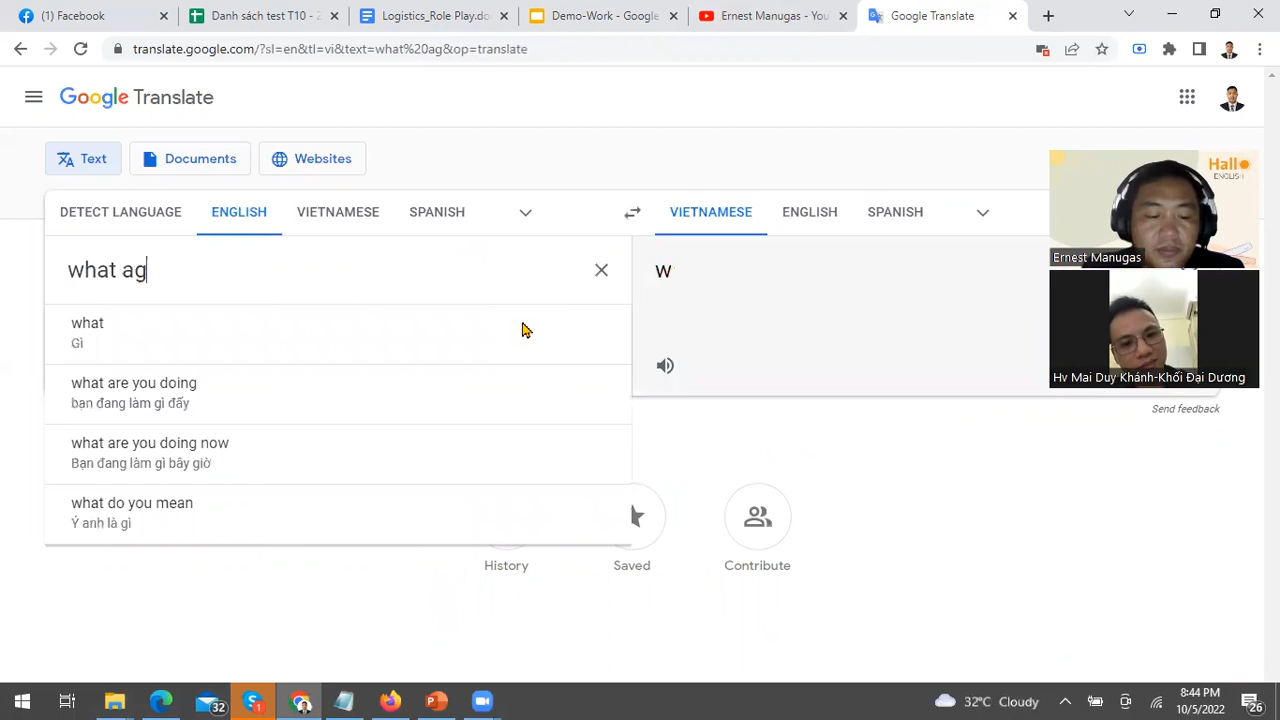 Facebook
Danh sách test T10 - a
Logistics_Role Play.doc
Demo-Work - Google
Ernest Manugas - You
Google Translate
translate.google.com/?sl=en&tl=vi&text=what%20ag&op=translate
Google Translate
Text
Documents
Websites
DETECT LANGUAGE
ENGLISH
VIETNAMESE
SPANISH
VIETNAMESE
ENGLISH
SPANISH
Hallo
ENGLISH
Ernest Manugas
what ag
W
what
Gì
what are you doing
bạn đang làm gì đấy
Hv Mai Duy Khánh-Khối Đại Dương
Send feedback
what are you doing now
Bạn đang làm gì bây giờ
what do you mean
Ý anh là gì
History
Saved
Contribute
32
1
32°C Cloudy
8:44 PM
10/5/2022
26